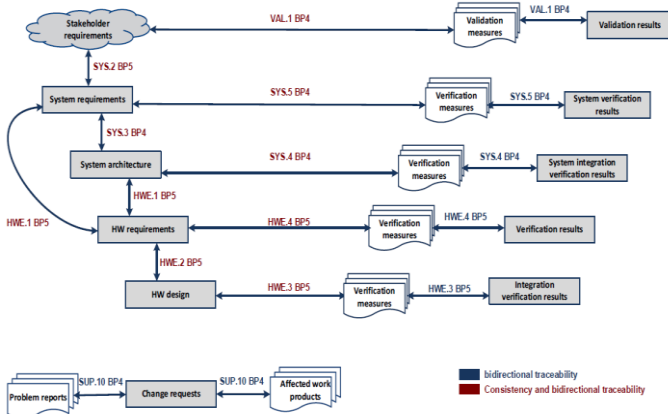 Stakeholder
requirements
VAL.1 BP4
Validation
measures
VAL.1 BP4
Validation results
SYS.2 BP5
System requirements
SYS.5 BP4
Verification
measures
SYS.5 BP4
System verification
results
SYS.3 BP4
System architecture
SYS.4 BP4
Verification
measures
SYS.4 BP4
System integration
verification results
HWE.1 BP5
HWE.1 BP5
HW requirements
HWE.4 BP5
Verification
measures
HWE.4 BP5
Verification results
HWE.2 BP5
HW design
HWE.3 BP5
Verification
measures
HWE.3 BP5
Integration
verification results
Problem reports
SUP.10 BP4
Change requests
SUP.10 BP4
Affected work
products
bidirectional traceability
Consistency and bidirectional traceability